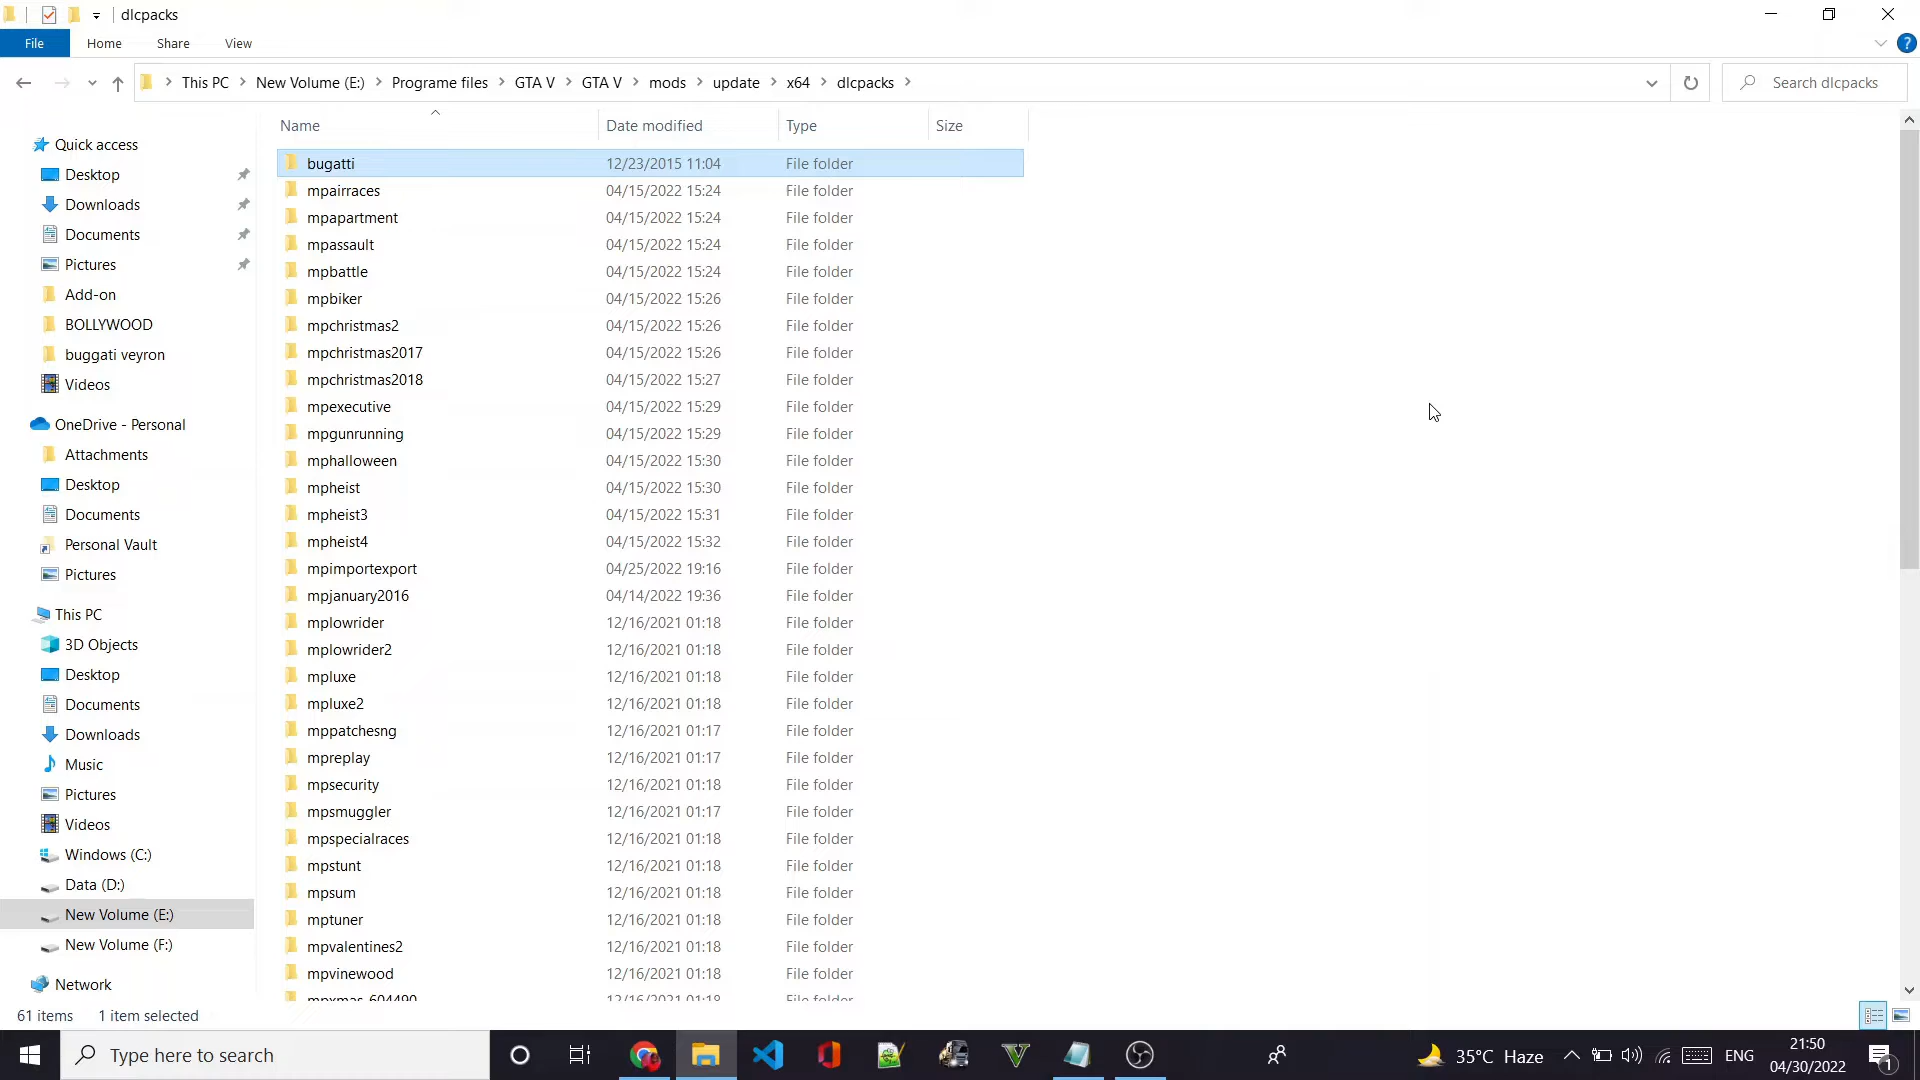 dlcpacks
File
Home
Share
View
This PC
New Volume (E:)
Programe files
GTA V
GTA V
mods
update
x64
dlcpacks
Search dlcpacks
Name
Date modified
Type
Size
Quick access
Desktop
Downloads
Documents
Pictures
Add-on
BOLLYWOOD
buggati veyron
Videos
OneDrive - Personal
Attachments
Desktop
Documents
Personal Vault
Pictures
This PC
3D Objects
Desktop
Documents
Downloads
Music
Pictures
Videos
Windows (C:)
Data (D:)
New Volume (E:)
New Volume (F:)
Network
bugatti 12/23/2015 11:04 File folder
mpairraces 04/15/2022 15:24 File folder
mpapartment 04/15/2022 15:24 File folder
mpassault 04/15/2022 15:24 File folder
mpbattle 04/15/2022 15:24 File folder
mpbiker 04/15/2022 15:26 File folder
mpchristmas2 04/15/2022 15:26 File folder
mpchristmas2017 04/15/2022 15:26 File folder
mpchristmas2018 04/15/2022 15:27 File folder
mpexecutive 04/15/2022 15:29 File folder
mpgunrunning 04/15/2022 15:29 File folder
mphalloween 04/15/2022 15:30 File folder
mpheist 04/15/2022 15:30 File folder
mpheist3 04/15/2022 15:31 File folder
mpheist4 04/15/2022 15:32 File folder
mpimportexport 04/25/2022 19:16 File folder
mpjanuary2016 04/14/2022 19:36 File folder
mplowrider 12/16/2021 01:18 File folder
mplowrider2 12/16/2021 01:18 File folder
mpluxe 12/16/2021 01:18 File folder
mpluxe2 12/16/2021 01:18 File folder
mppatchesng 12/16/2021 01:17 File folder
mpreplay 12/16/2021 01:17 File folder
mpsecurity 12/16/2021 01:18 File folder
mpsmuggler 12/16/2021 01:17 File folder
mpspecialraces 12/16/2021 01:18 File folder
mpstunt 12/16/2021 01:18 File folder
mpsum 12/16/2021 01:18 File folder
mptuner 12/16/2021 01:18 File folder
mpvalentines2 12/16/2021 01:18 File folder
mpvinewood 12/16/2021 01:18 File folder
mpxmas_604490 12/16/2021 01:18 File folder
61 items 1 item selected
Type here to search
35°C Haze
ENG
21:50
04/30/2022
1